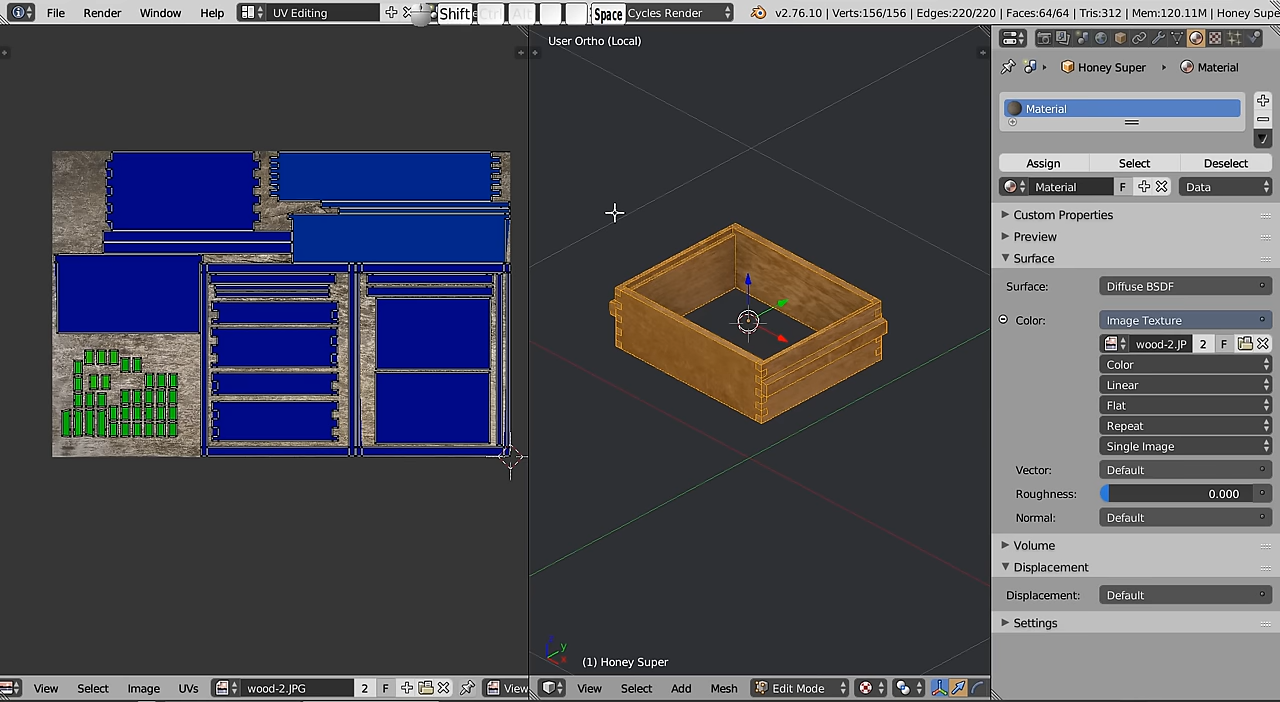 File Render Window Help UV Editing Shift Ctrl Alt Space Cycles Render v2.76.10 | Verts:156/156 | Edges:220/220 | Faces:64/64 | Tris:312 | Mem:120.11M | Honey Supe
User Ortho (Local)
Honey Super Material
Material
Assign Select Deselect
Material F Data
Custom Properties
Preview
Surface
Surface: Diffuse BSDF
Color: Image Texture
wood-2.JP 2 F
Color
Linear
Flat
Repeat
Single Image
Vector: Default
Roughness: 0.000
Normal: Default
Volume
Displacement
Displacement: Default
Settings
z y x
(1) Honey Super
View Select Image UVs wood-2.JPG 2 F View
View Select Add Mesh Edit Mode